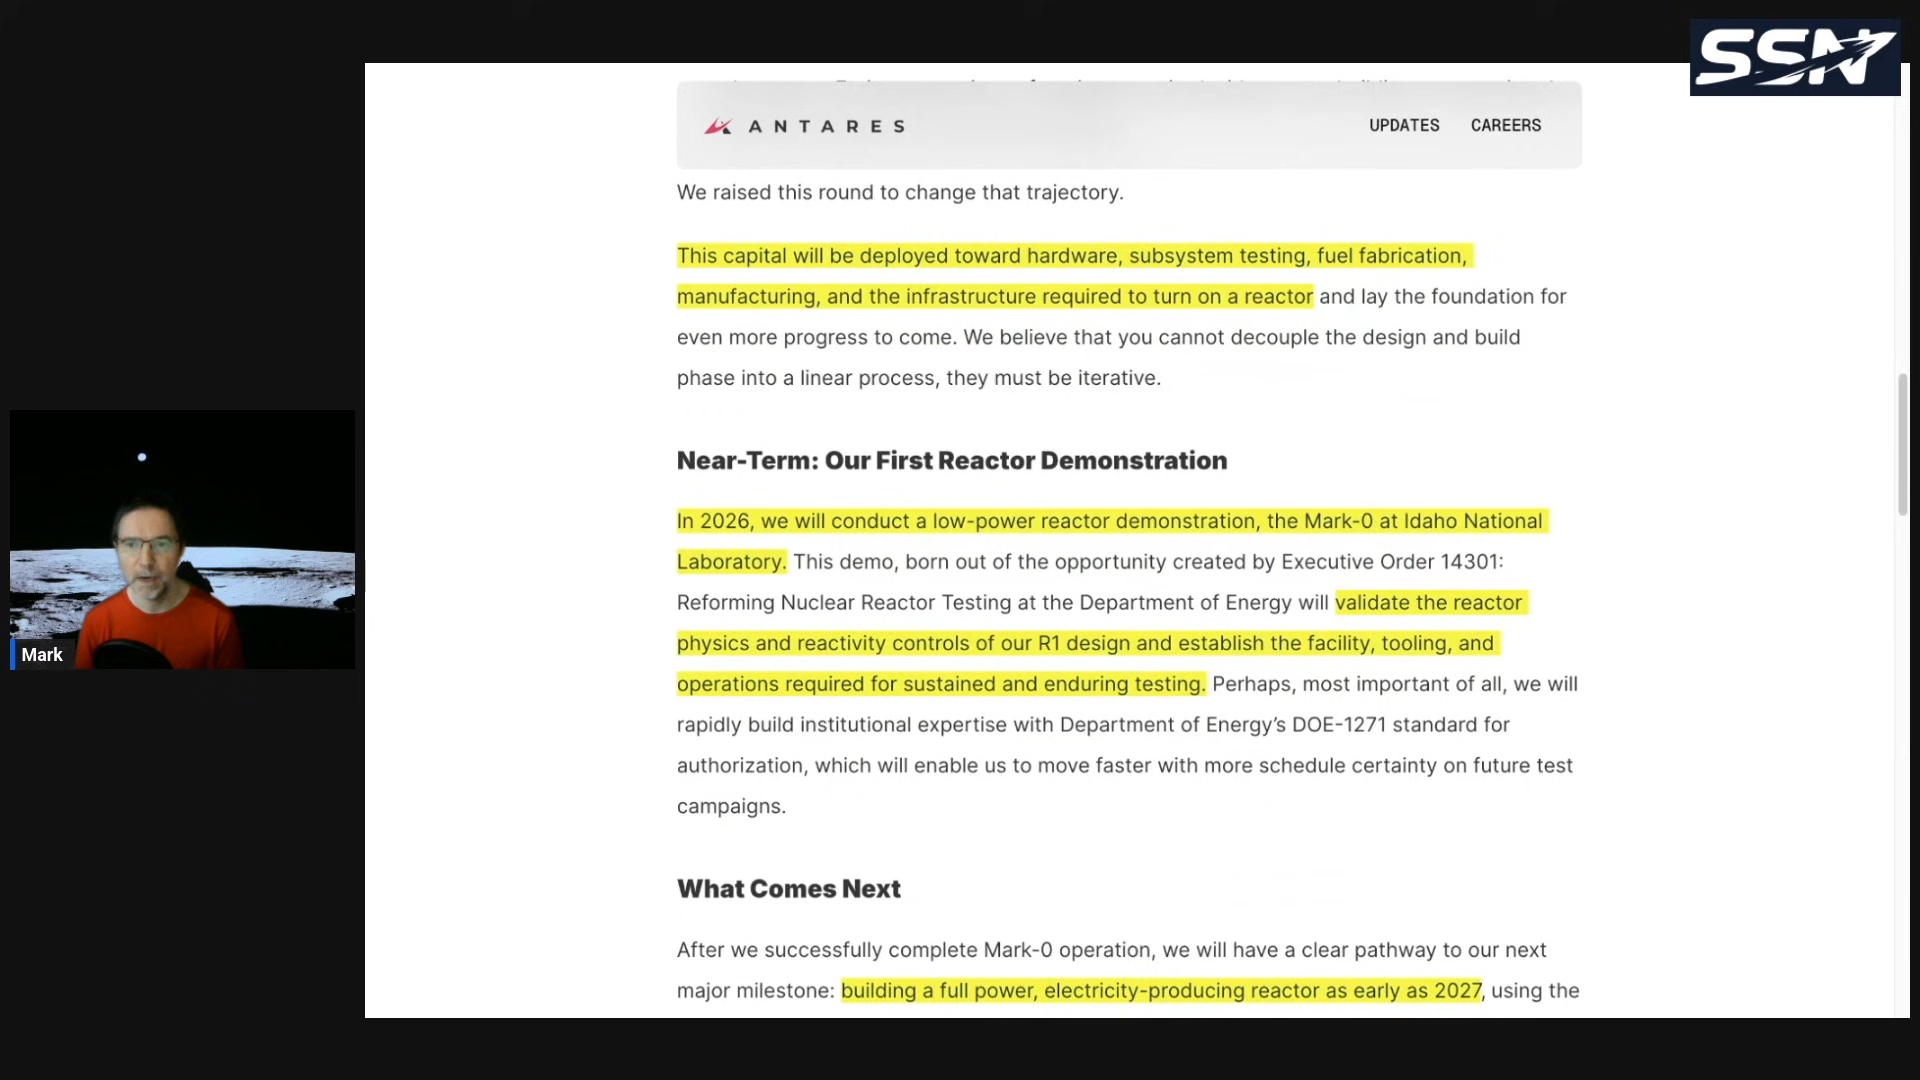 SSN
ANTARES
UPDATES CAREERS
We raised this round to change that trajectory.
This capital will be deployed toward hardware, subsystem testing, fuel fabrication,
manufacturing, and the infrastructure required to turn on a reactor and lay the foundation for
even more progress to come. We believe that you cannot decouple the design and build
phase into a linear process, they must be iterative.
Near-Term: Our First Reactor Demonstration
In 2026, we will conduct a low-power reactor demonstration, the Mark-0 at Idaho National
Laboratory. This demo, born out of the opportunity created by Executive Order 14301:
Reforming Nuclear Reactor Testing at the Department of Energy will validate the reactor
physics and reactivity controls of our R1 design and establish the facility, tooling, and
operations required for sustained and enduring testing. Perhaps, most important of all, we will
rapidly build institutional expertise with Department of Energy’s DOE-1271 standard for
authorization, which will enable us to move faster with more schedule certainty on future test
campaigns.
What Comes Next
After we successfully complete Mark-0 operation, we will have a clear pathway to our next
major milestone: building a full power, electricity-producing reactor as early as 2027, using the
Mark